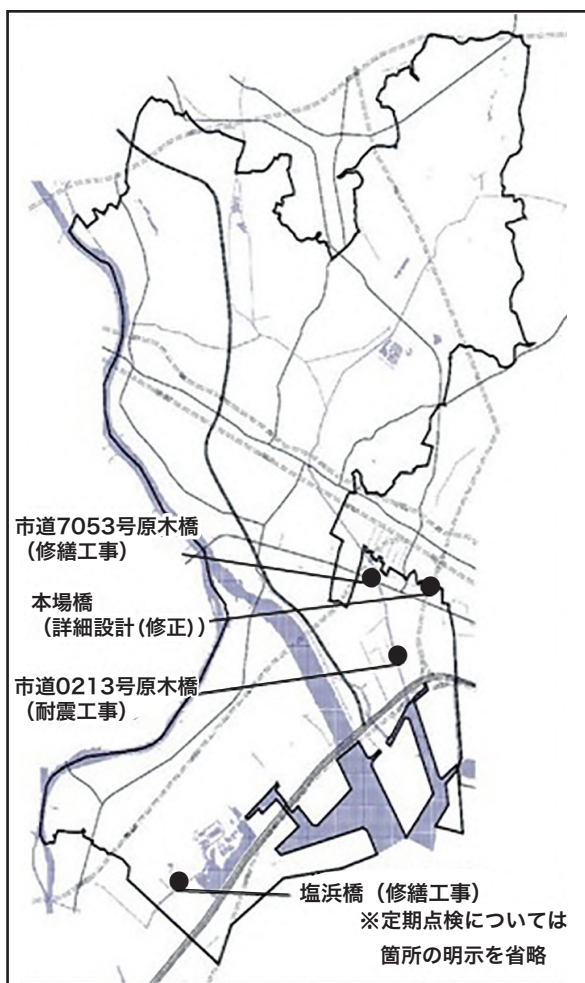 市道7053号原木橋
（修繕工事）
本場橋
（詳細設計(修正)）
市道0213号原木橋
（耐震工事）
塩浜橋（修繕工事）
※定期点検については
箇所の明示を省略